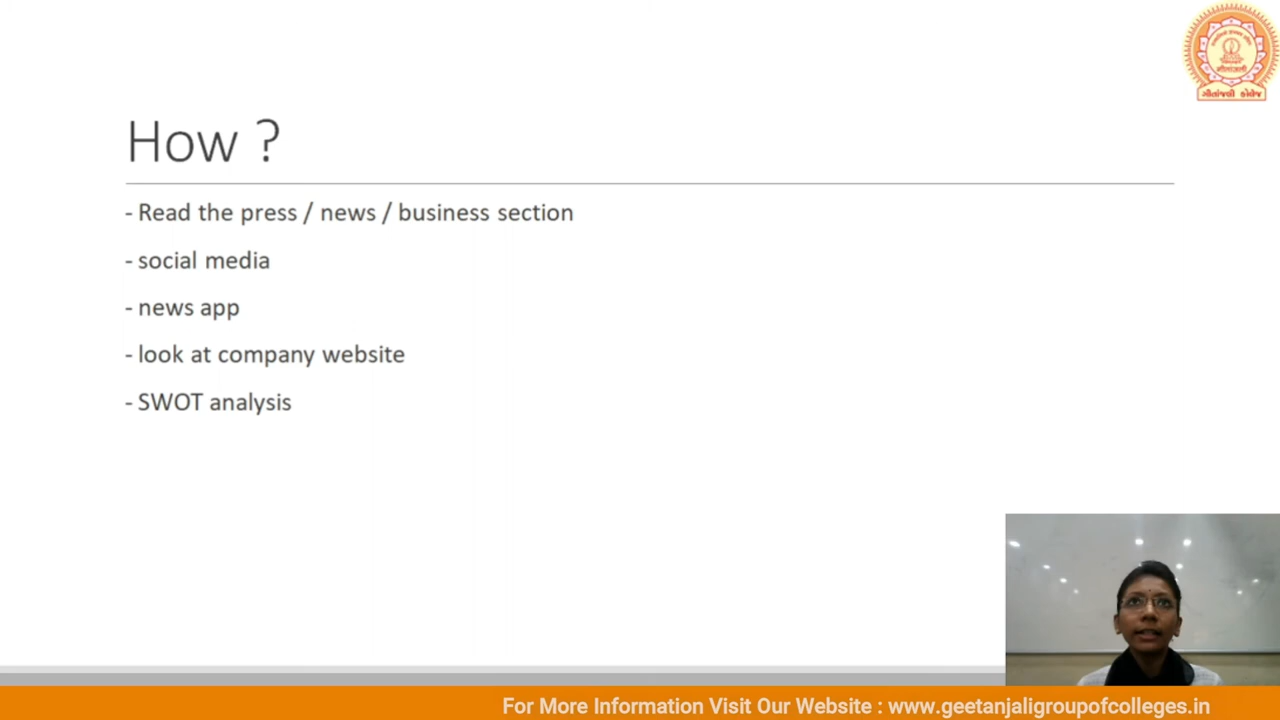 How ?
- Read the press / news / business section
- social media
- news app
- look at company website
- SWOT analysis
ગીતાંજલી કોલેજ
For More Information Visit Our Website : www.geetanjaligroupofcolleges.in